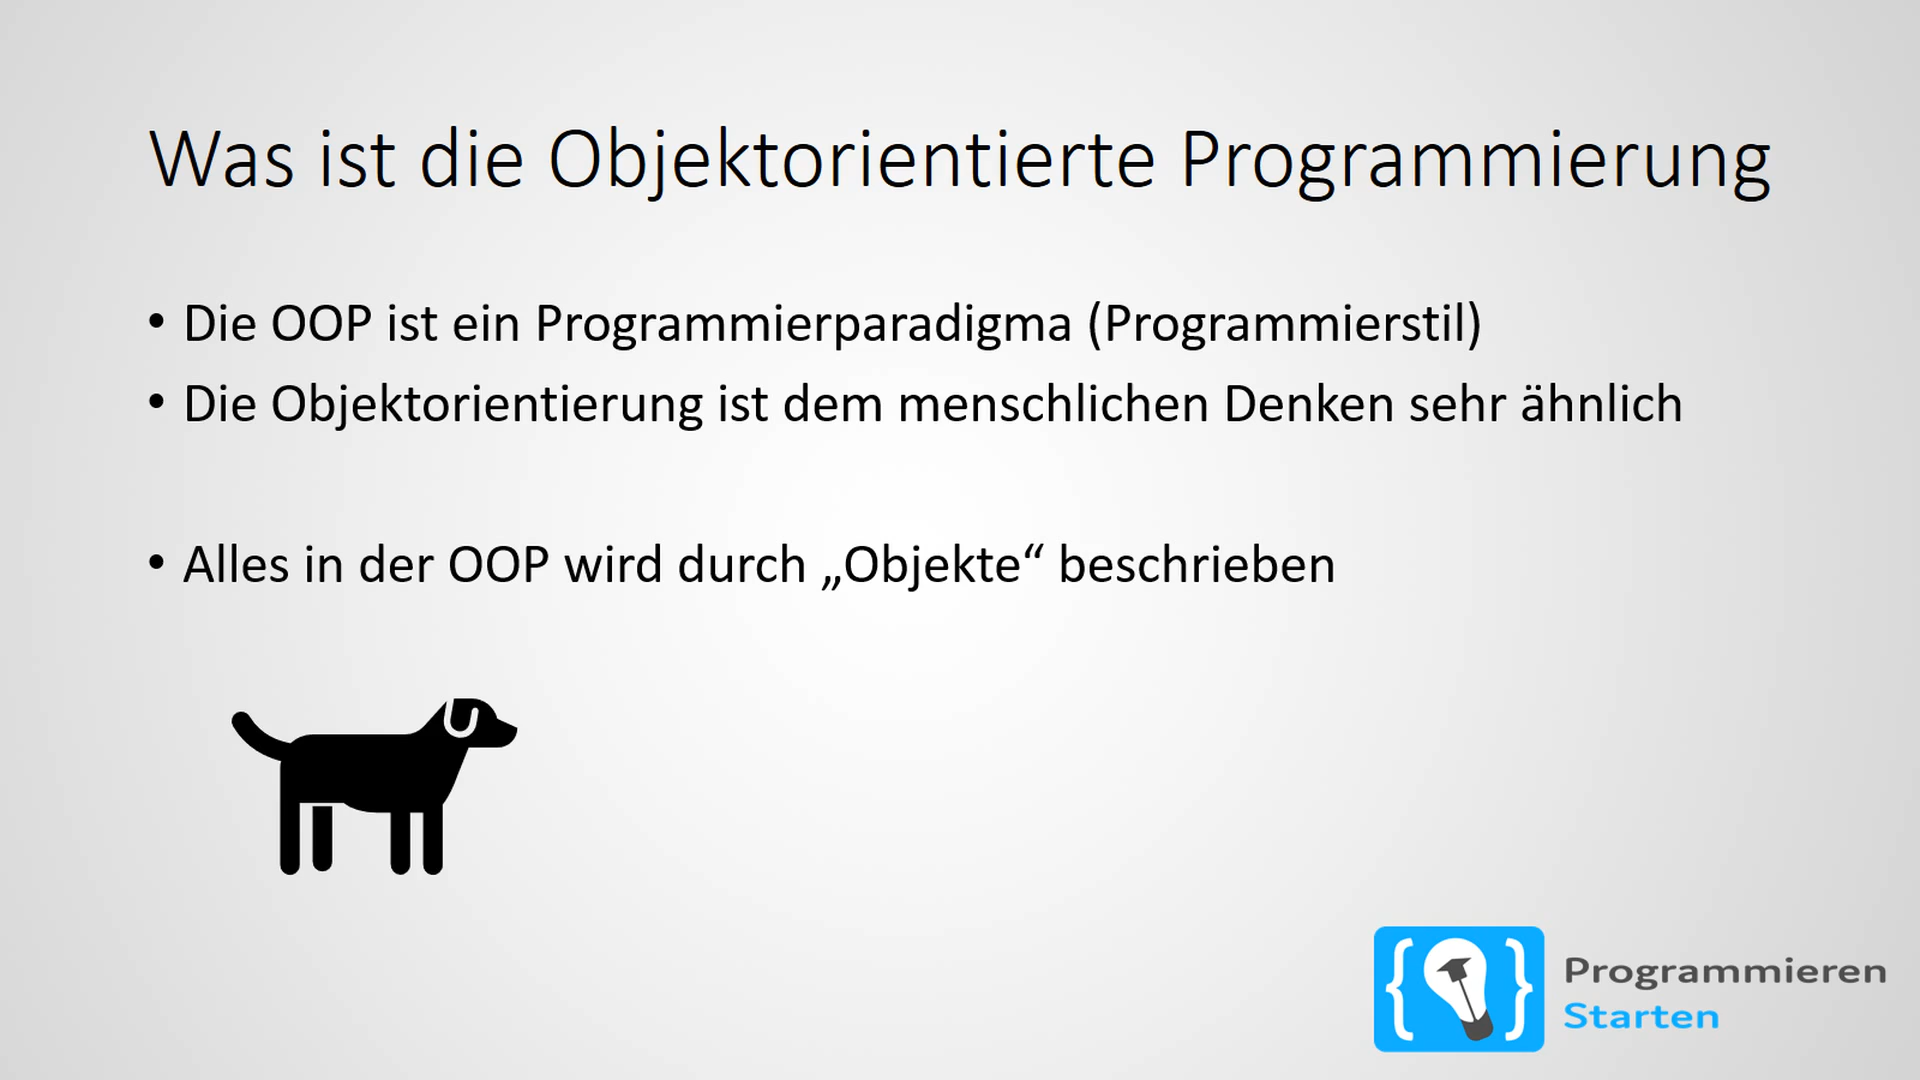 Was ist die Objektorientierte Programmierung
• Die OOP ist ein Programmierparadigma (Programmierstil)
• Die Objektorientierung ist dem menschlichen Denken sehr ähnlich
• Alles in der OOP wird durch „Objekte“ beschrieben
{ }
Programmieren
Starten